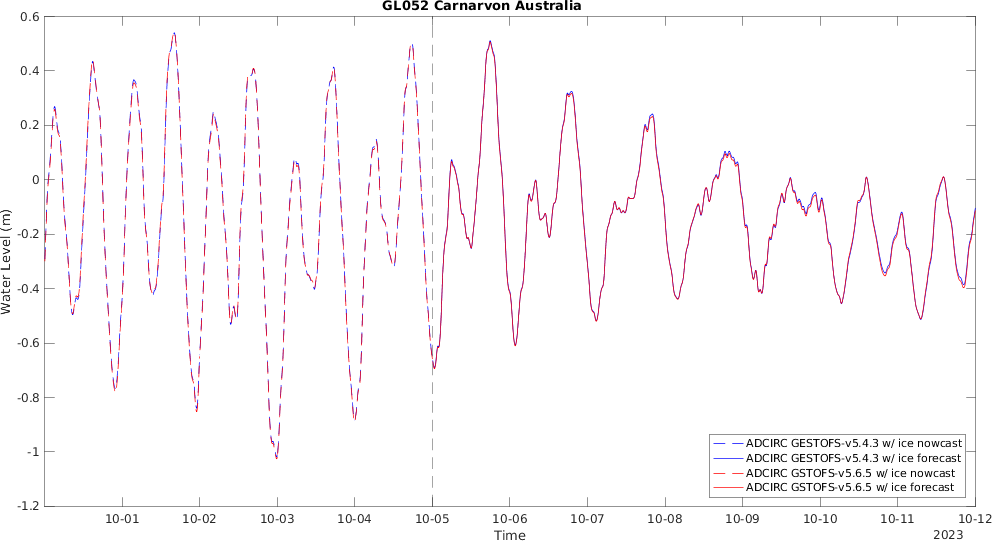 GL052 Carnarvon Australia
0.6
0.4
0.2
0
-0.2
-0.4
-0.6
-0.8
-1
-1.2
Water Level (m)
ADCIRC GESTOFS-v5.4.3 w/ ice nowcast
ADCIRC GESTOFS-v5.4.3 w/ ice forecast
ADCIRC GSTOFS-v5.6.5 w/ ice nowcast
ADCIRC GSTOFS-v5.6.5 w/ ice forecast
10-01 10-02 10-03 10-04 10-05 10-06 10-07 10-08 10-09 10-10 10-11 10-12
Time
2023